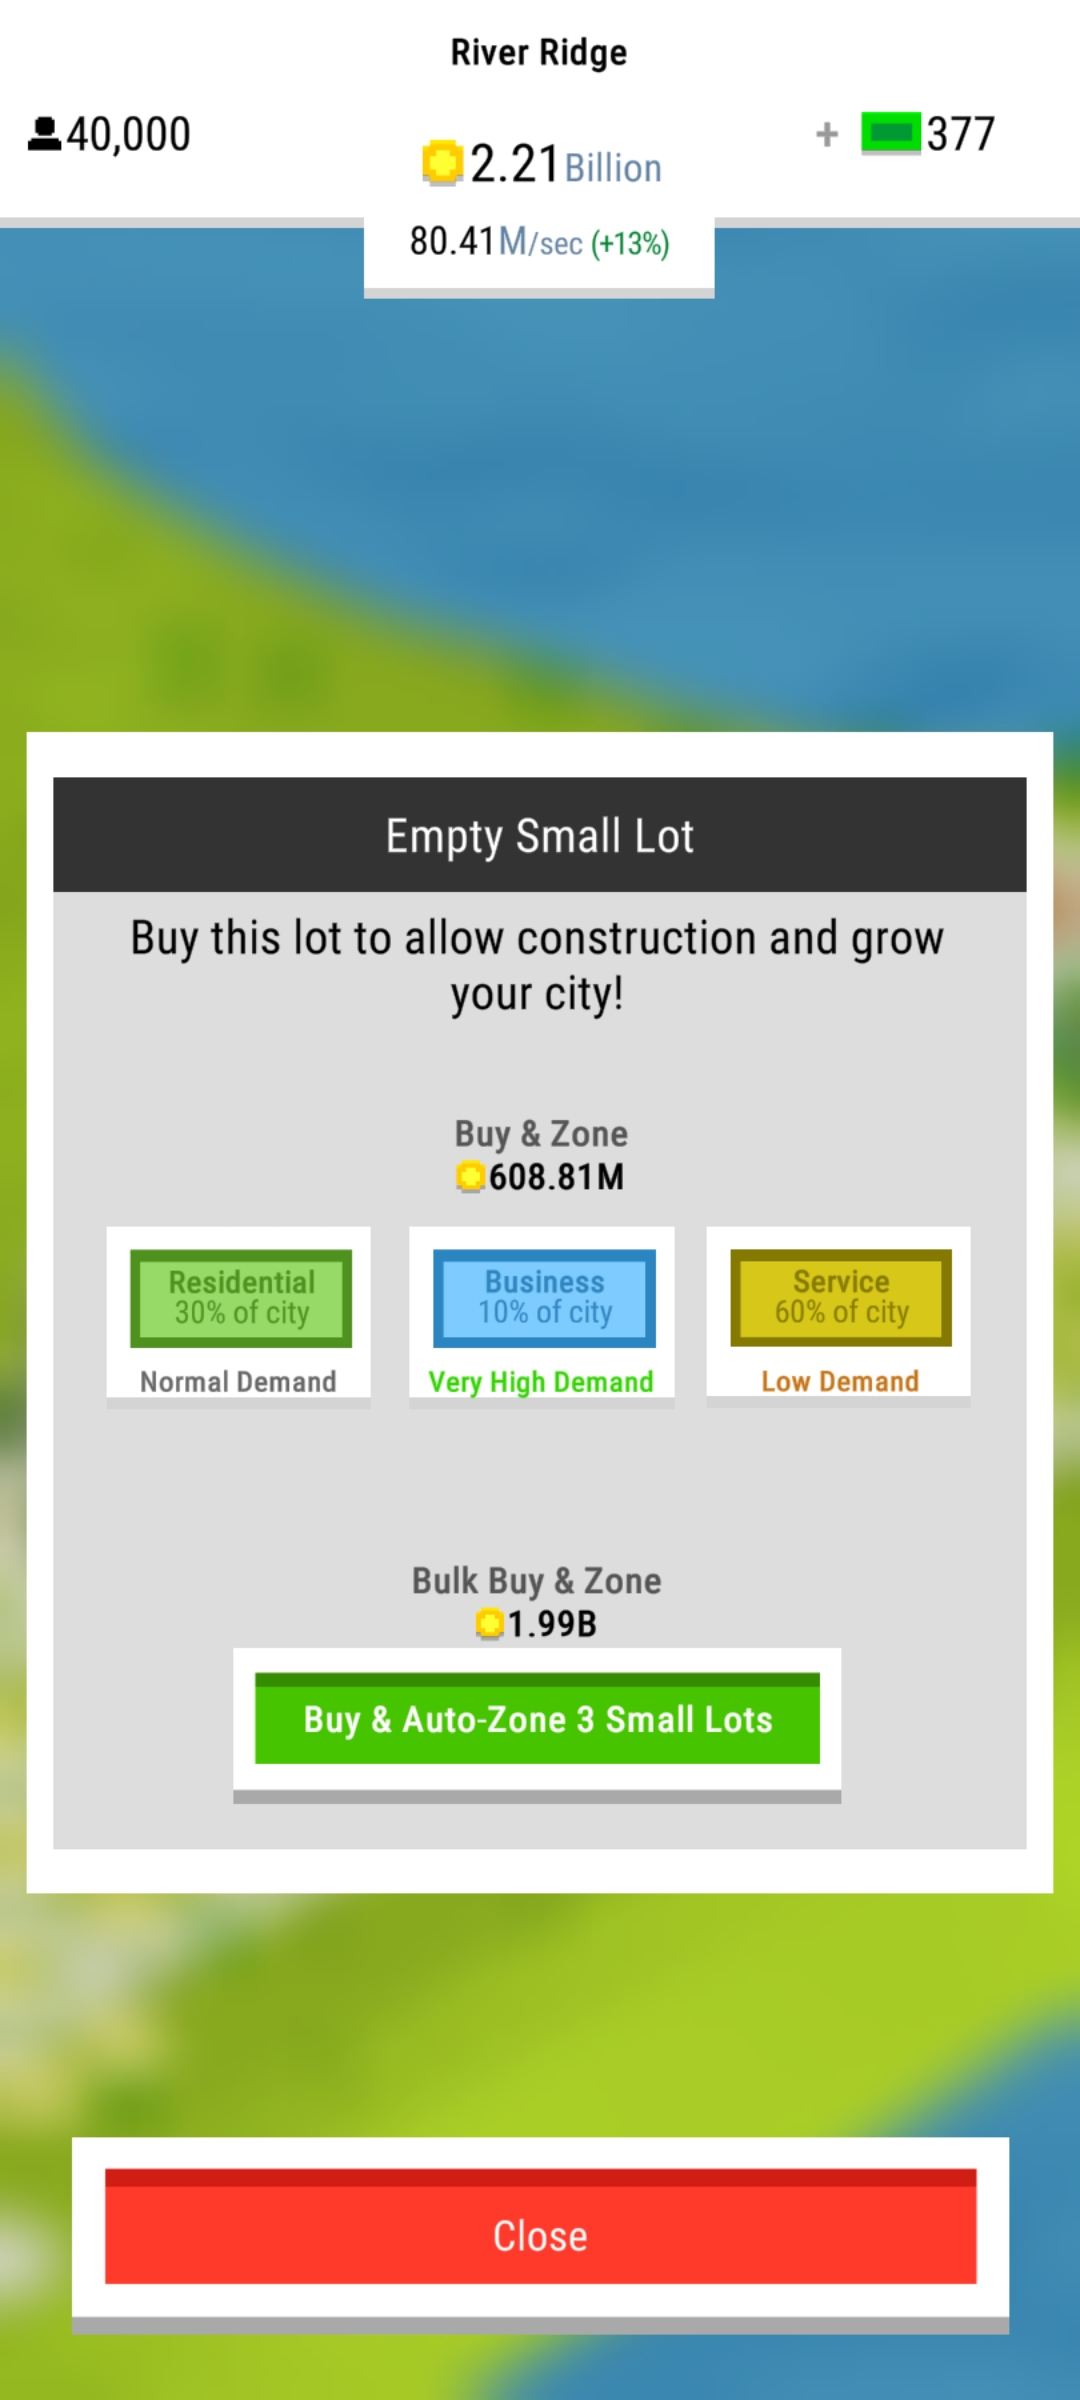 River Ridge
40,000
2.21 Billion
+ 377
80.41M/sec (+13%)
Empty Small Lot
Buy this lot to allow construction and grow
your city!
Buy & Zone
608.81M
Residential
30% of city
Normal Demand
Business
10% of city
Very High Demand
Service
60% of city
Low Demand
Bulk Buy & Zone
1.99B
Buy & Auto-Zone 3 Small Lots
Close